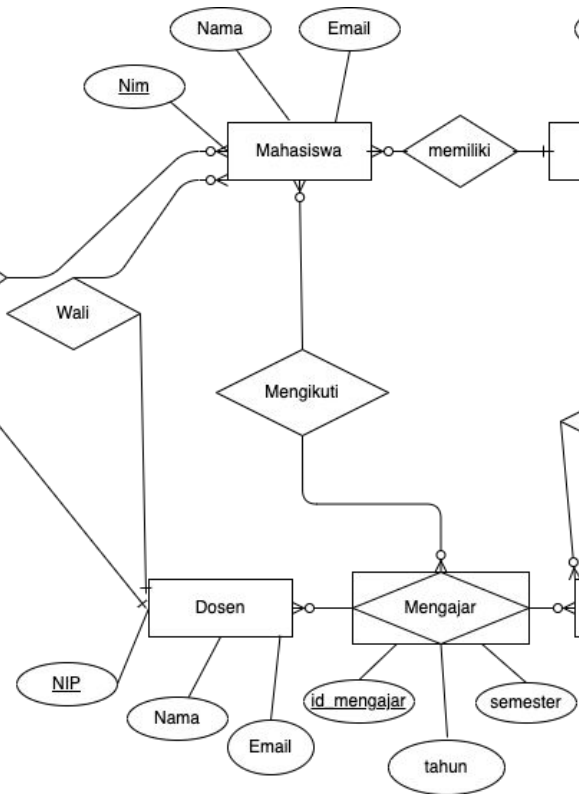 Nama
Email
Nim
Mahasiswa
memiliki
Wali
Mengikuti
Dosen
Mengajar
NIP
Nama
Email
id_mengajar
semester
tahun